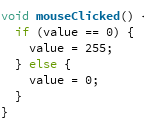 void mouseClicked() {
  if (value == 0) {
    value = 255;
  } else {
    value = 0;
  }
}